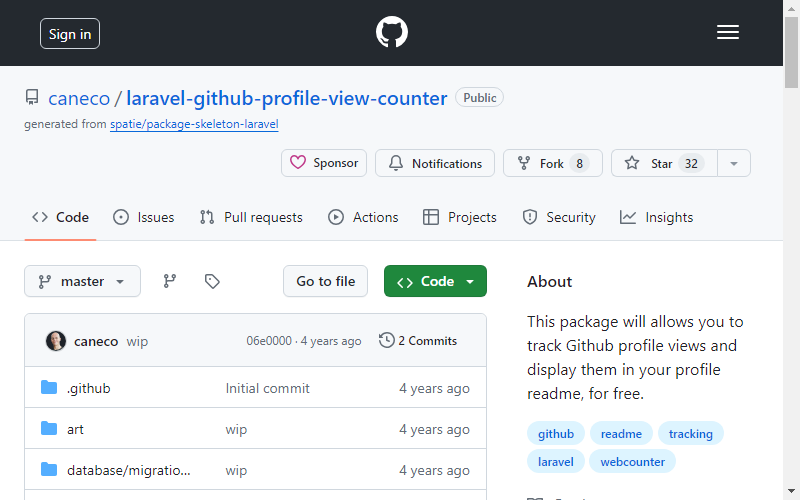 Sign in
caneco / laravel-github-profile-view-counter Public
generated from spatie/package-skeleton-laravel
Sponsor Notifications Fork 8 Star 32
Code Issues Pull requests Actions Projects Security Insights
master Go to file Code
caneco wip 06e0000 · 4 years ago 2 Commits
.github Initial commit 4 years ago
art wip 4 years ago
database/migratio... wip 4 years ago
About
This package will allows you to
track Github profile views and
display them in your profile
readme, for free.
github readme tracking
laravel webcounter